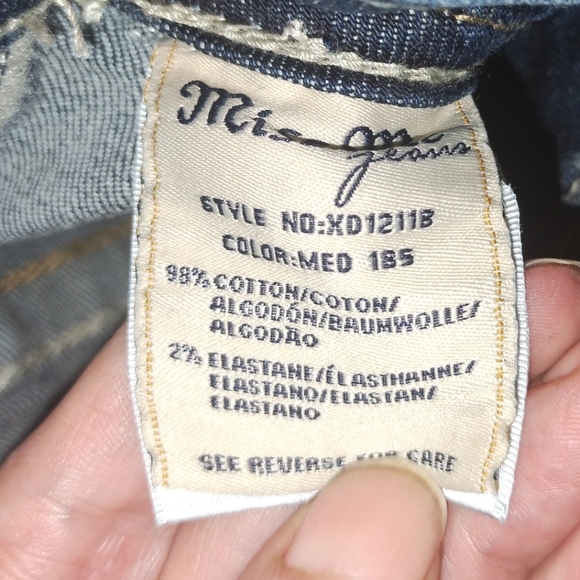 Miss Me
Jeans
STYLE NO:XD1211B
COLOR:MED 185
98% COTTON/COTON/
ALGODÓN/BAUMWOLLE/
ALGODÃO
2% ELASTANE/ÉLASTHANNE/
ELASTANO/ELASTAN/
ELASTANO
SEE REVERSE FOR CARE